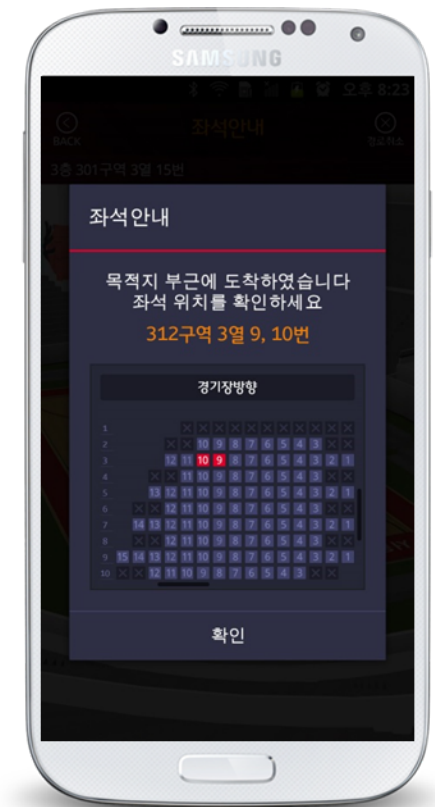 SAMSUNG
오후 8:23
BACK
좌석안내
경로취소
3층 301구역 3열 15번
좌석안내
목적지 부근에 도착하였습니다
좌석 위치를 확인하세요
312구역 3열 9, 10번
경기장방향
1 X X X X X X X X X X
2 X X 10 9 8 7 6 5 4 3 X X
3 12 11 10 9 8 7 6 5 4 3 2 1
4 X X 11 10 9 8 7 6 5 4 3 X X
5 13 12 11 10 9 8 7 6 5 4 3 2 1
6 X X 12 11 10 9 8 7 6 5 4 3 X X
7 14 13 12 11 10 9 8 7 6 5 4 3 2 1
8 X X 12 11 10 9 8 7 6 5 4 3 X X
9 15 14 13 12 11 10 9 8 7 6 5 4 3 2 1
10 X X 12 11 10 9 8 7 6 5 4 3 X X
확인